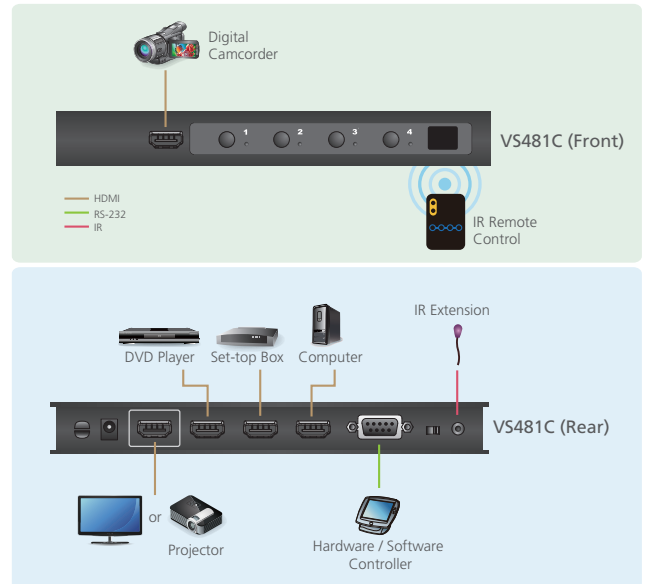 Digital
Camcorder
1 2 3 4
VS481C (Front)
HDMI
RS-232
IR
IR Remote
Control
IR Extension
DVD Player Set-top Box Computer
VS481C (Rear)
or
Projector
Hardware / Software
Controller